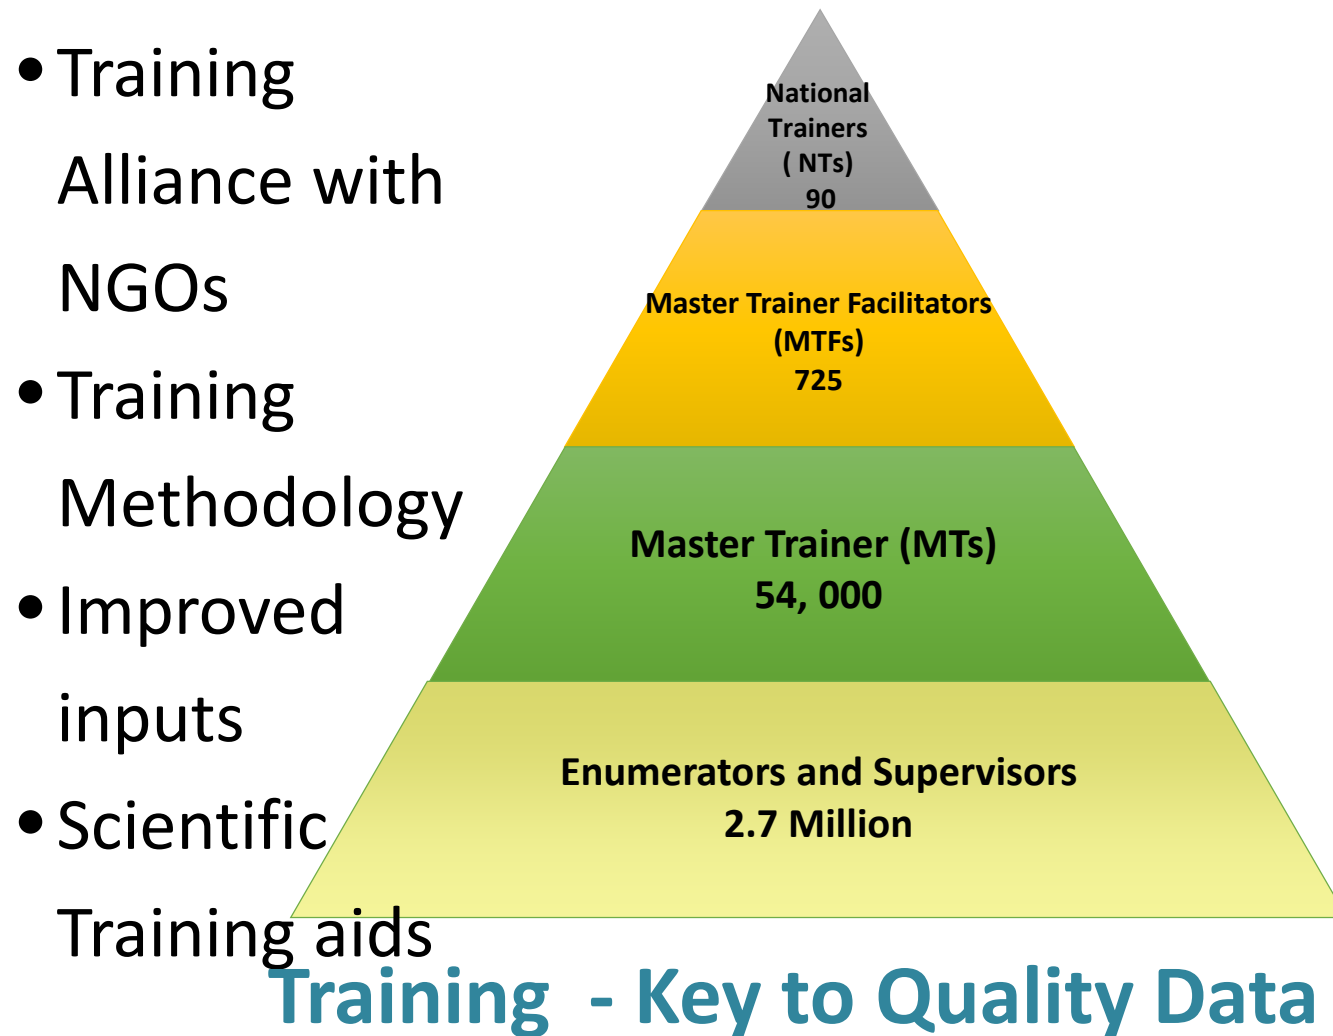 • Training
Alliance with
NGOs
• Training
Methodology
• Improved
inputs
• Scientific
Training aids
National
Trainers
( NTs)
90
Master Trainer Facilitators
(MTFs)
725
Master Trainer (MTs)
54, 000
Enumerators and Supervisors
2.7 Million
Training - Key to Quality Data